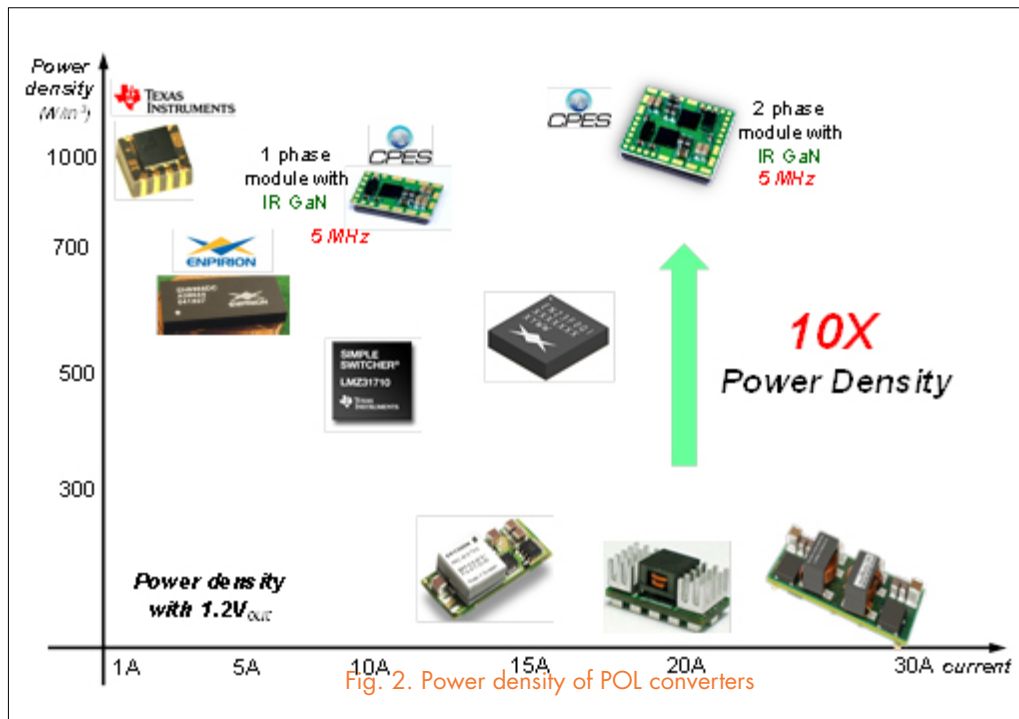 Power
density
(W/in³)
TEXAS
INSTRUMENTS
1000
1 phase
module with
IR GaN
5 MHz
CPES
CPES
2 phase
module with
IR GaN
5 MHz
700
ENPIRION
ENPIRION
500
SIMPLE
SWITCHER®
LMZ31710
TEXAS
INSTRUMENTS
10X
Power Density
300
Power density
with 1.2V_OUT
1A
5A
10A
15A
20A
30A current
Fig. 2. Power density of POL converters